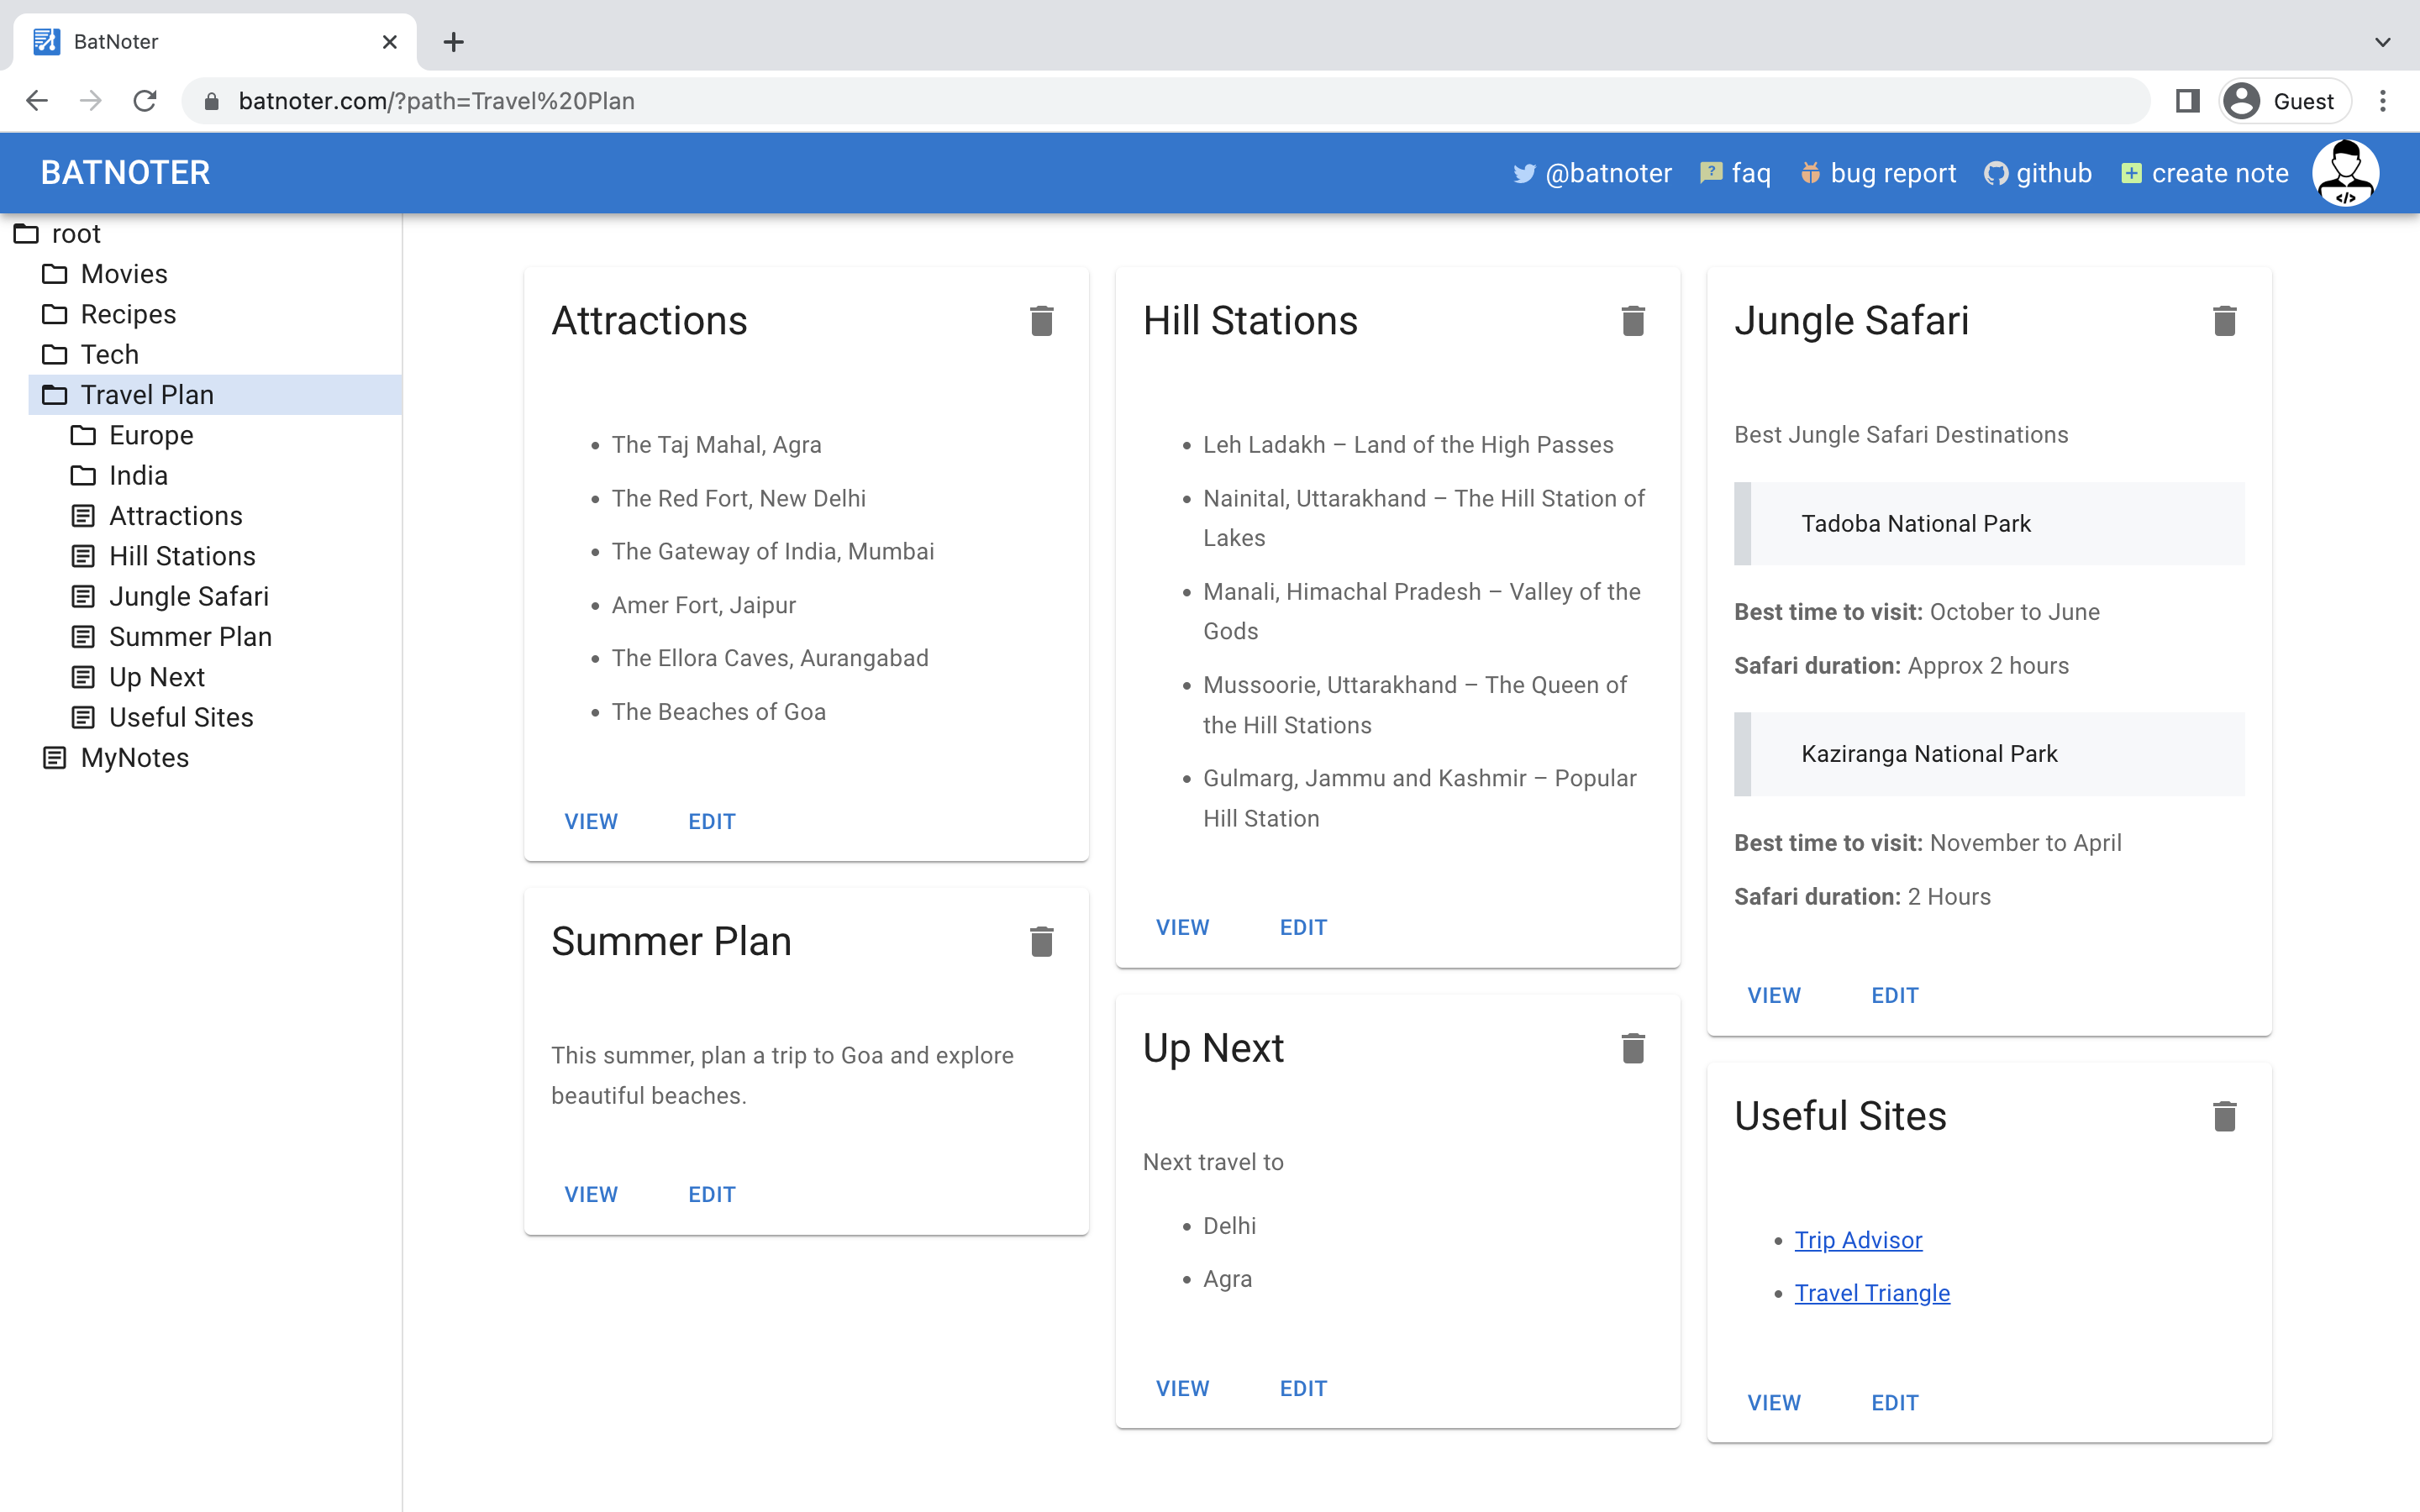 BatNoter
batnoter.com/?path=Travel%20Plan
Guest
BATNOTER
@batnoter
faq
bug report
github
create note
root
Movies
Recipes
Tech
Travel Plan
Europe
India
Attractions
Hill Stations
Jungle Safari
Summer Plan
Up Next
Useful Sites
MyNotes
Attractions
• The Taj Mahal, Agra
• The Red Fort, New Delhi
• The Gateway of India, Mumbai
• Amer Fort, Jaipur
• The Ellora Caves, Aurangabad
• The Beaches of Goa
VIEW EDIT
Summer Plan
This summer, plan a trip to Goa and explore
beautiful beaches.
VIEW EDIT
Hill Stations
• Leh Ladakh – Land of the High Passes
• Nainital, Uttarakhand – The Hill Station of
Lakes
• Manali, Himachal Pradesh – Valley of the
Gods
• Mussoorie, Uttarakhand – The Queen of
the Hill Stations
• Gulmarg, Jammu and Kashmir – Popular
Hill Station
VIEW EDIT
Up Next
Next travel to
• Delhi
• Agra
VIEW EDIT
Jungle Safari
Best Jungle Safari Destinations
Tadoba National Park
Best time to visit: October to June
Safari duration: Approx 2 hours
Kaziranga National Park
Best time to visit: November to April
Safari duration: 2 Hours
VIEW EDIT
Useful Sites
• Trip Advisor
• Travel Triangle
VIEW EDIT